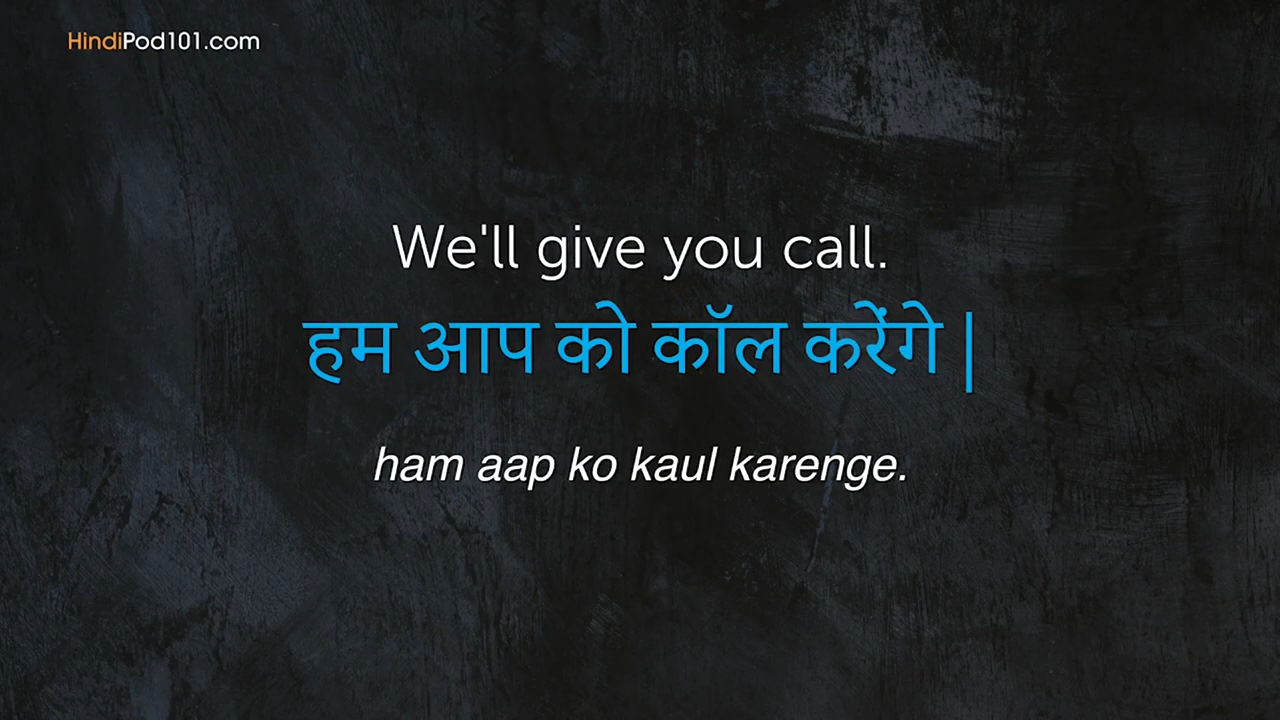 HindiPod101.com
We'll give you call.
हम आप को कॉल करेंगे |
ham aap ko kaul karenge.